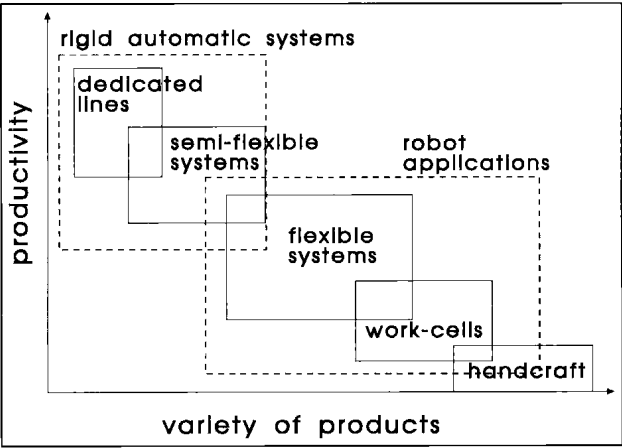 rigid automatic systems
dedicated
lines
semi-flexible
systems
robot
applications
flexible
systems
work-cells
handcraft
productivity
variety of products